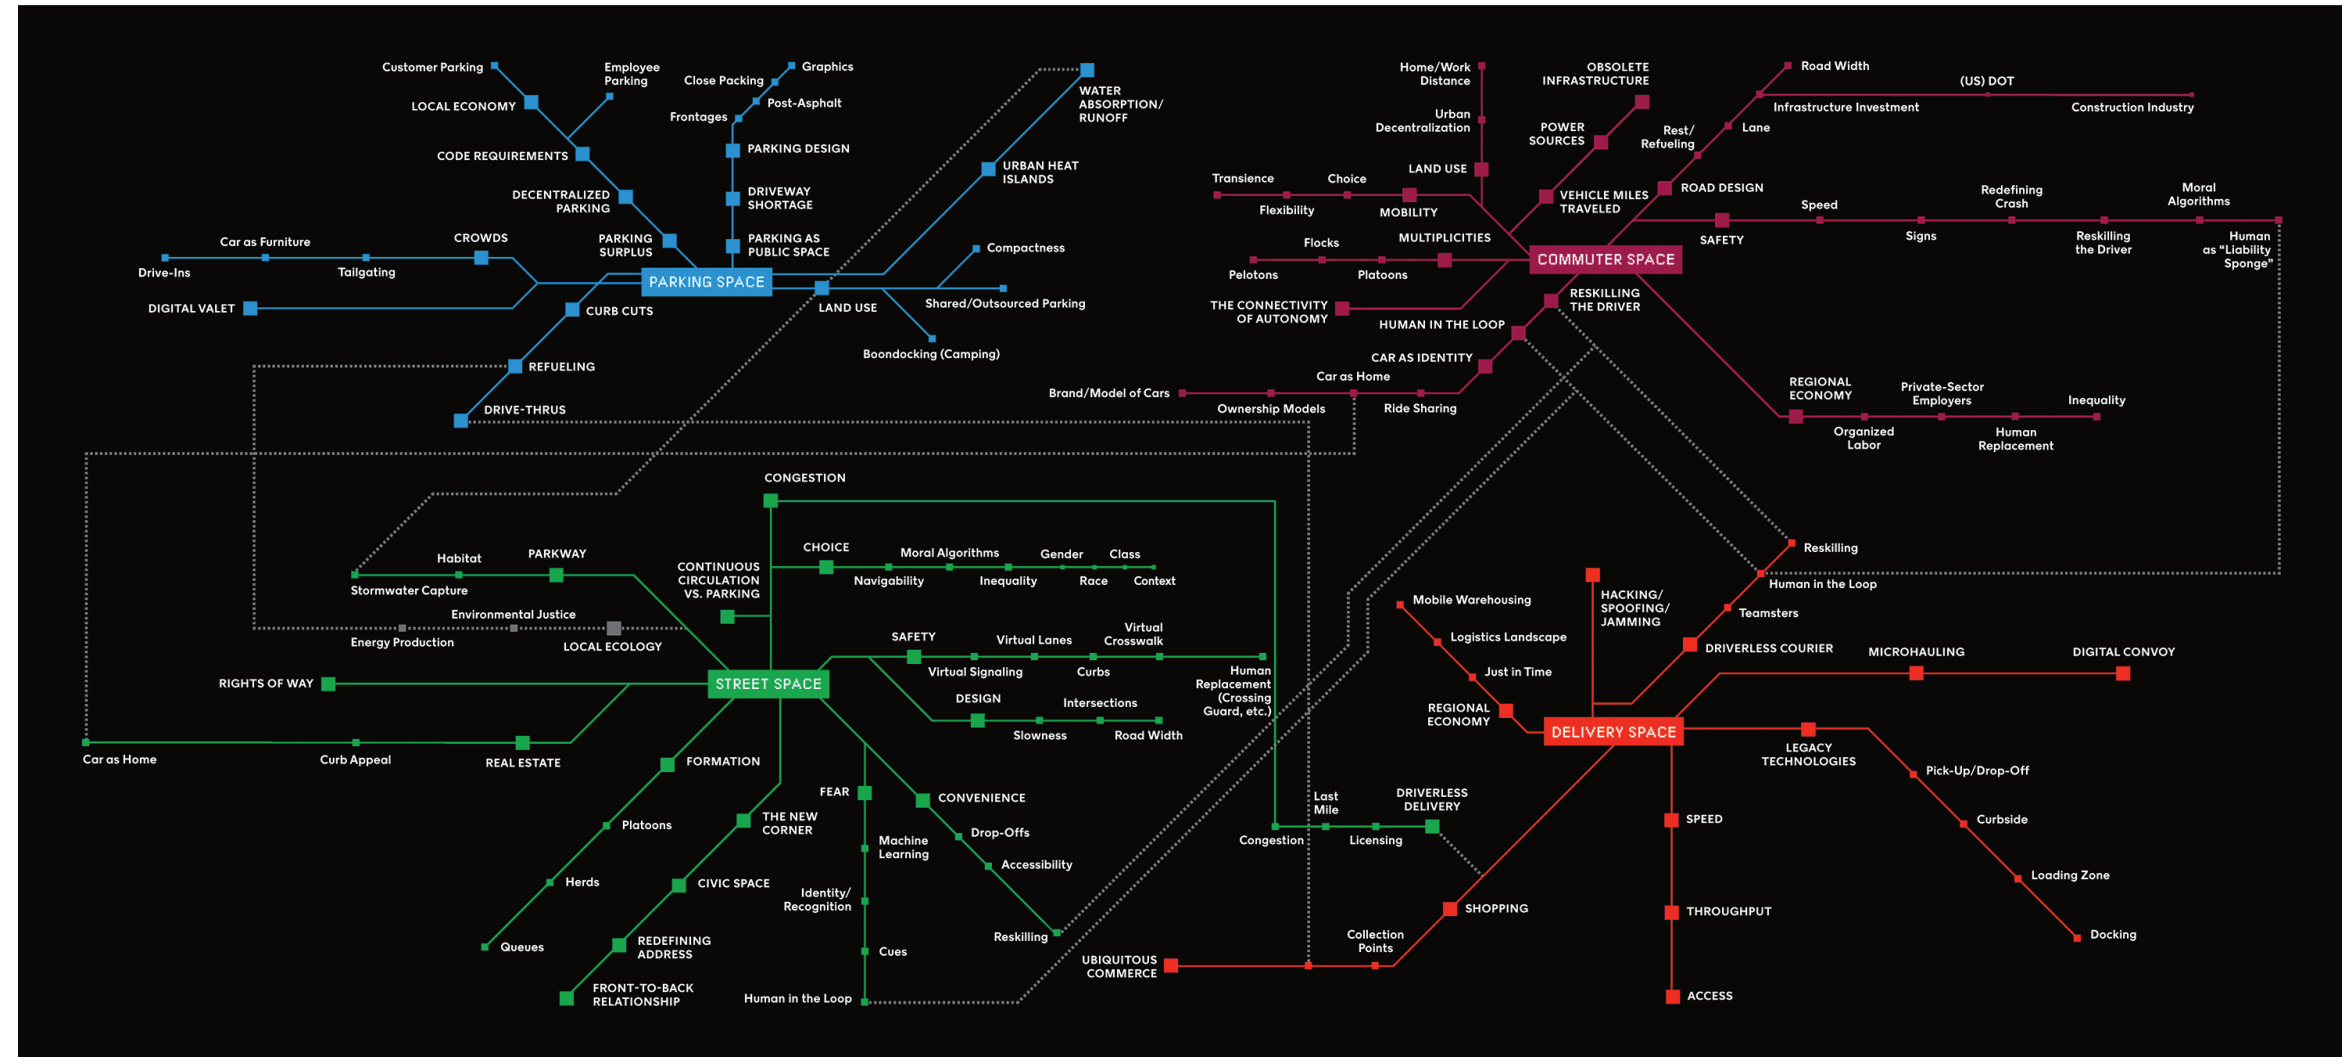 Customer Parking
LOCAL ECONOMY
Employee
Parking
CODE REQUIREMENTS
DECENTRALIZED
PARKING
PARKING
SURPLUS
Graphics
Close Packing
Post-Asphalt
Frontages
PARKING DESIGN
DRIVEWAY
SHORTAGE
PARKING AS
PUBLIC SPACE
WATER
ABSORPTION/
RUNOFF
URBAN HEAT
ISLANDS
CROWDS
Car as Furniture
Drive-Ins
Tailgating
DIGITAL VALET
PARKING SPACE
CURB CUTS
REFUELING
DRIVE-THRUS
LAND USE
Compactness
Shared/Outsourced Parking
Boondocking (Camping)
Home/Work
Distance
Urban
Decentralization
LAND USE
Transience
Choice
Flexibility
MOBILITY
OBSOLETE
INFRASTRUCTURE
POWER
SOURCES
VEHICLE MILES
TRAVELED
Road Width
(US) DOT
Infrastructure Investment
Construction Industry
Lane
Rest/
Refueling
ROAD DESIGN
SAFETY
Speed
Signs
Redefining
Crash
Reskilling
the Driver
Moral
Algorithms
Human
as “Liability
Sponge”
MULTIPLICITIES
Flocks
Pelotons
Platoons
COMMUTER SPACE
THE CONNECTIVITY
OF AUTONOMY
RESKILLING
THE DRIVER
HUMAN IN THE LOOP
CAR AS IDENTITY
Car as Home
Brand/Model of Cars
Ownership Models
Ride Sharing
REGIONAL
ECONOMY
Private-Sector
Employers
Inequality
Organized
Labor
Human
Replacement
CONGESTION
CHOICE
Moral Algorithms
Gender
Class
Navigability
Inequality
Race
Context
CONTINUOUS
CIRCULATION
VS. PARKING
PARKWAY
Habitat
Stormwater Capture
Environmental Justice
Energy Production
LOCAL ECOLOGY
SAFETY
Virtual Lanes
Virtual
Crosswalk
Virtual Signaling
Curbs
Human
Replacement
(Crossing
Guard, etc.)
DESIGN
Intersections
Slowness
Road Width
RIGHTS OF WAY
STREET SPACE
Car as Home
Curb Appeal
REAL ESTATE
FORMATION
Platoons
Herds
Queues
THE NEW
CORNER
CIVIC SPACE
REDEFINING
ADDRESS
FRONT-TO-BACK
RELATIONSHIP
FEAR
Machine
Learning
Identity/
Recognition
Cues
Human in the Loop
CONVENIENCE
Drop-Offs
Accessibility
Reskilling
Last
Mile
DRIVERLESS
DELIVERY
Congestion
Licensing
Reskilling
Human in the Loop
Teamsters
DRIVERLESS COURIER
HACKING/
SPOOFING/
JAMMING
Mobile Warehousing
Logistics Landscape
Just in Time
REGIONAL
ECONOMY
MICROHAULING
DIGITAL CONVOY
DELIVERY SPACE
LEGACY
TECHNOLOGIES
Pick-Up/Drop-Off
Curbside
Loading Zone
Docking
SPEED
THROUGHPUT
ACCESS
SHOPPING
Collection
Points
UBIQUITOUS
COMMERCE